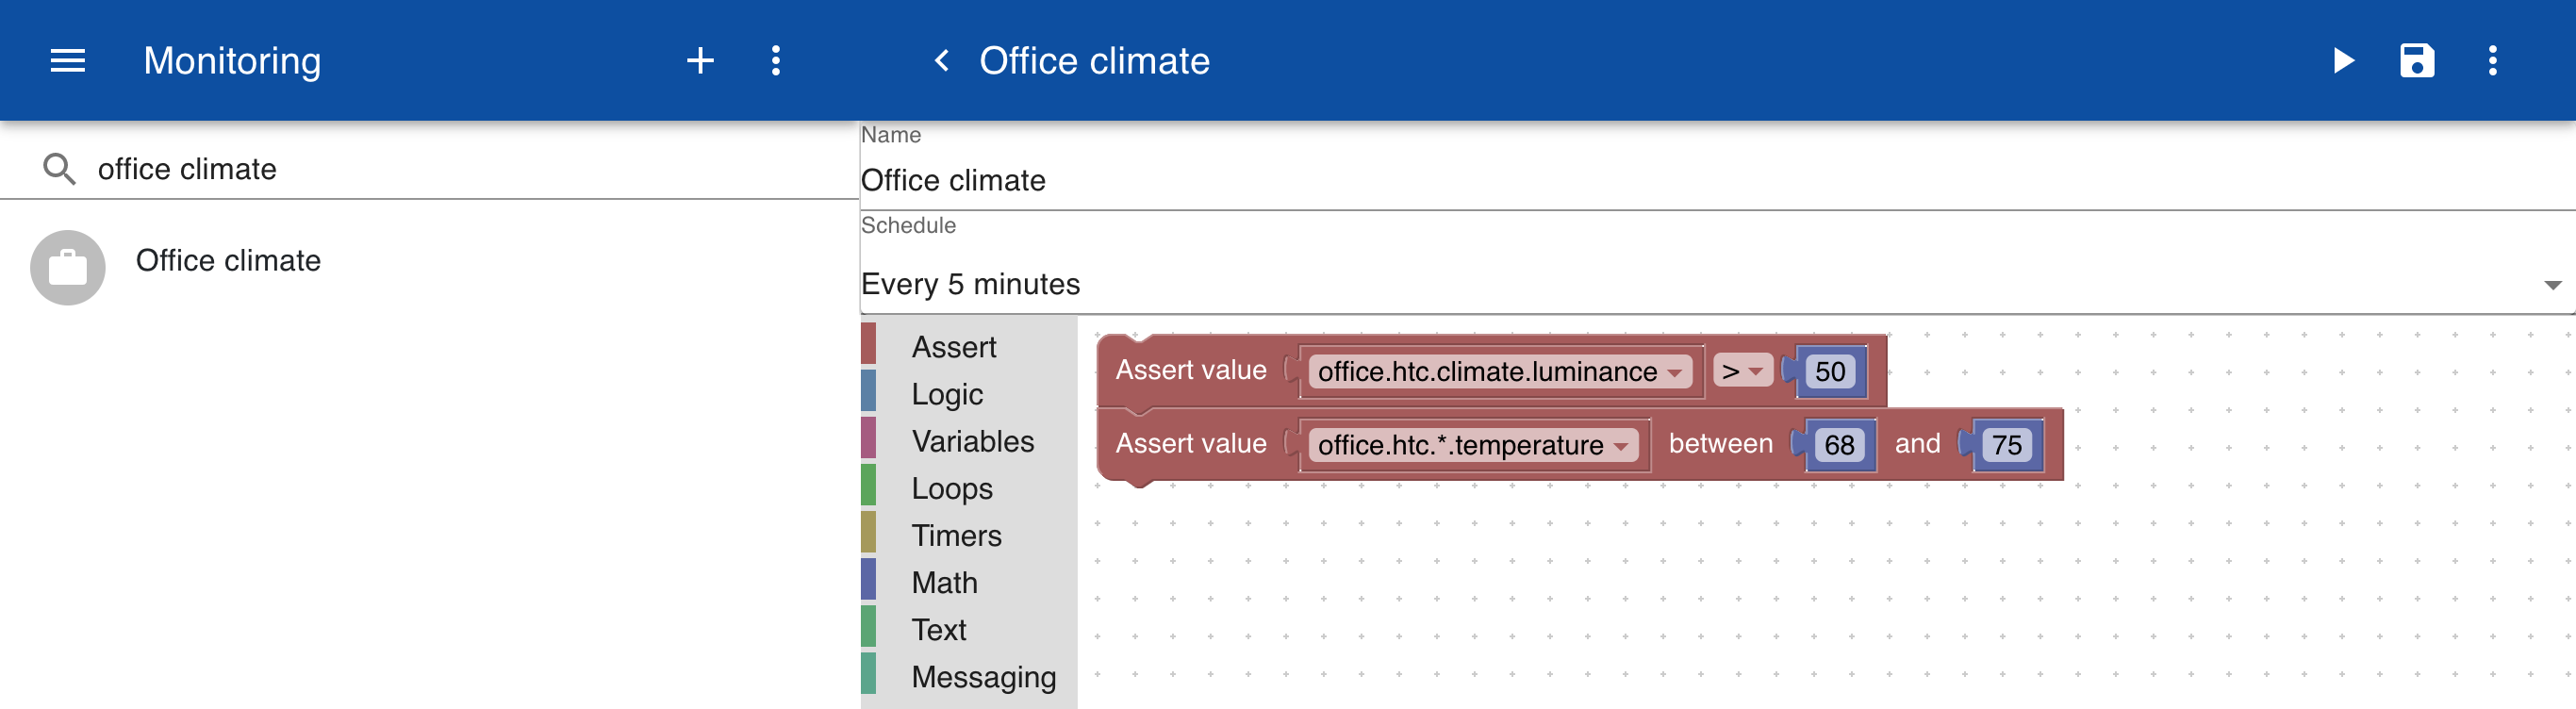 Monitoring
office climate
Office climate
Office climate
Name
Office climate
Schedule
Every 5 minutes
Assert
Logic
Variables
Loops
Timers
Math
Text
Messaging
Assert value office.htc.climate.luminance > 50
Assert value office.htc.*.temperature between 68 and 75